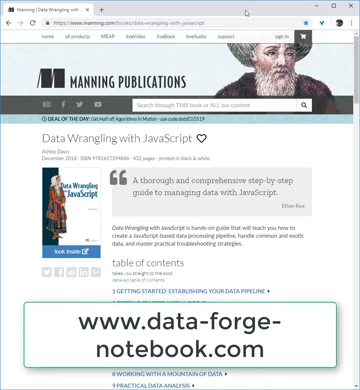 Manning | Data Wrangling with Ja
https://www.manning.com/books/data-wrangling-with-javascript
home all products MEAP liveVideo liveBook liveAudio support sign in
MANNING PUBLICATIONS
Search through THIS book or ALL our content
DEAL OF THE DAY: Get Half off Algorithms in Motion - use code dotd010519
Data Wrangling with JavaScript
Ashley Davis
December 2018 · ISBN 9781617294846 · 402 pages · printed in black & white
A thorough and comprehensive step-by-step
guide to managing data with JavaScript.
Ethan Rivx
Data Wrangling
with JavaScript
look inside
Data Wrangling with JavaScript is hands-on guide that will teach you how to
create a JavaScript-based data processing pipeline, handle common and exotic
data, and master practical troubleshooting strategies.
table of contents
takes you straight to the book
detailed table of contents
1 GETTING STARTED: ESTABLISHING YOUR DATA PIPELINE
www.data-forge-
notebook.com
8 WORKING WITH A MOUNTAIN OF DATA
9 PRACTICAL DATA ANALYSIS